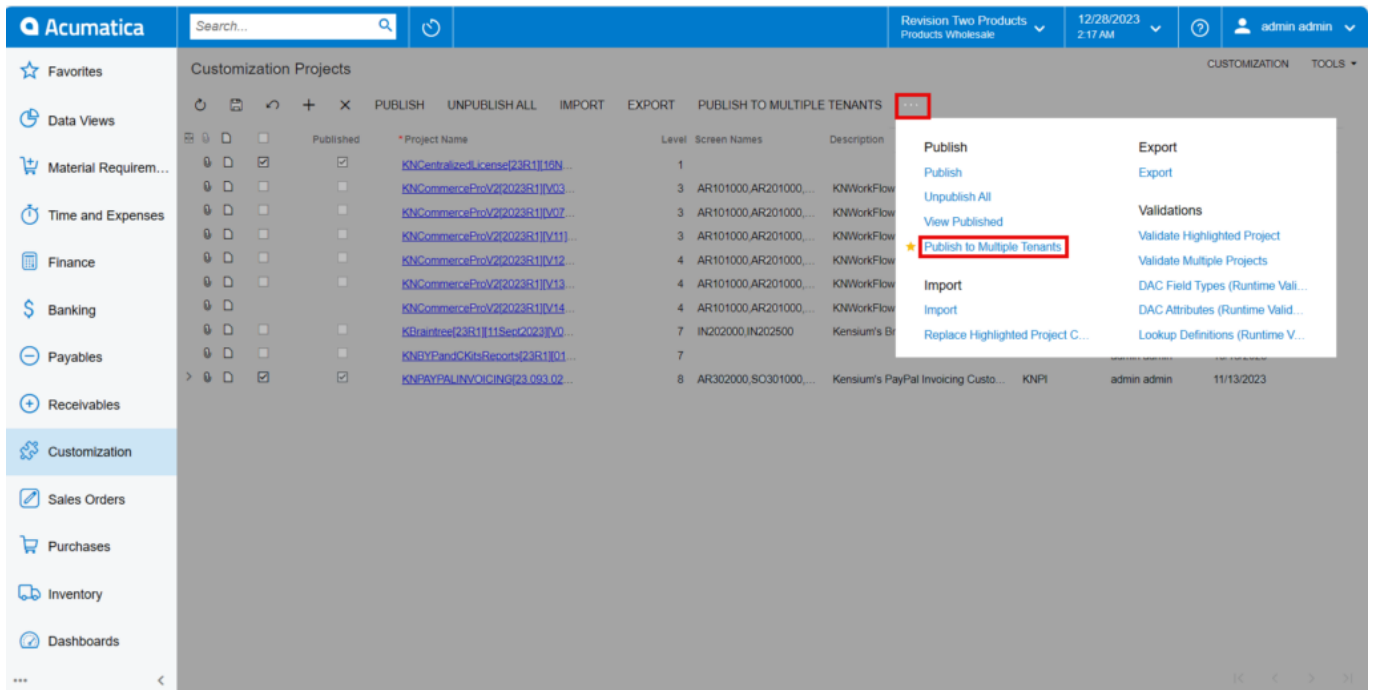 Acumatica
Search...
Revision Two Products
Products Wholesale
12/28/2023
2:17 AM
admin admin
Favorites
Data Views
Material Requirem...
Time and Expenses
Finance
Banking
Payables
Receivables
Customization
Sales Orders
Purchases
Inventory
Dashboards
Customization Projects
CUSTOMIZATION TOOLS
PUBLISH UNPUBLISH ALL IMPORT EXPORT PUBLISH TO MULTIPLE TENANTS ...
Published *Project Name Level Screen Names Description
KNCentralizedLicense[23R1][16N... 1
KNCommerceProV2[2023R1][V03... 3 AR101000,AR201000,... KNWorkFlow
KNCommerceProV2[2023R1][V07... 3 AR101000,AR201000,... KNWorkFlow
KNCommerceProV2[2023R1][V11]... 3 AR101000,AR201000,... KNWorkFlow
KNCommerceProV2[2023R1][V12... 4 AR101000,AR201000,... KNWorkFlow
KNCommerceProV2[2023R1][V13... 4 AR101000,AR201000,... KNWorkFlow
KNCommerceProV2[2023R1][V14... 4 AR101000,AR201000,... KNWorkFlow
KBraintree[23R1][11Sept2023][V0... 7 IN202000,IN202500 Kensium's Br
KNBYPandCKitsReports[23R1][01... 7
KNPAYPALINVOICING[23.093.02... 8 AR302000,SO301000,... Kensium's PayPal Invoicing Custo... KNPI admin admin 11/13/2023
Publish
Publish
Unpublish All
View Published
Publish to Multiple Tenants
Import
Import
Replace Highlighted Project C...
Export
Export
Validations
Validate Highlighted Project
Validate Multiple Projects
DAC Field Types (Runtime Vali...
DAC Attributes (Runtime Valid...
Lookup Definitions (Runtime V...